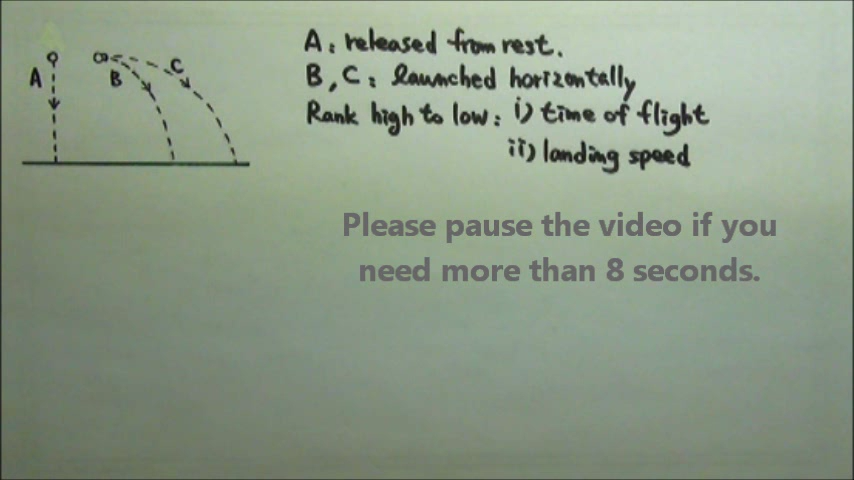 A: released from rest.
B, C: launched horizontally
Rank high to low: i) time of flight
ii) landing speed
A
B
C
Please pause the video if you
need more than 8 seconds.